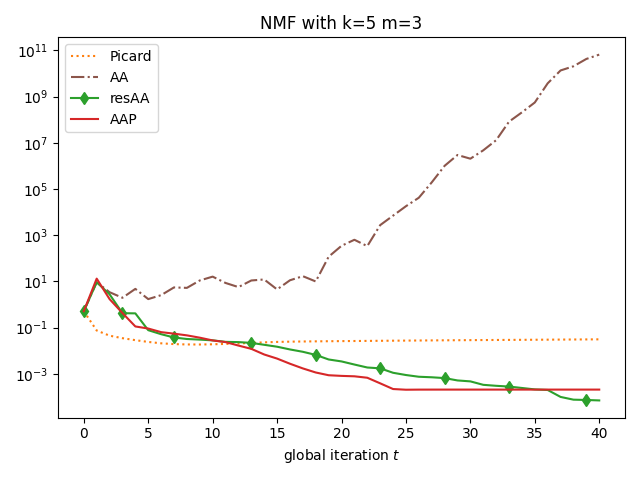 NMF with k=5 m=3
Picard
AA
resAA
AAP
10^11
10^9
10^7
10^5
10^3
10^1
10^−1
10^−3
0 5 10 15 20 25 30 35 40
global iteration t